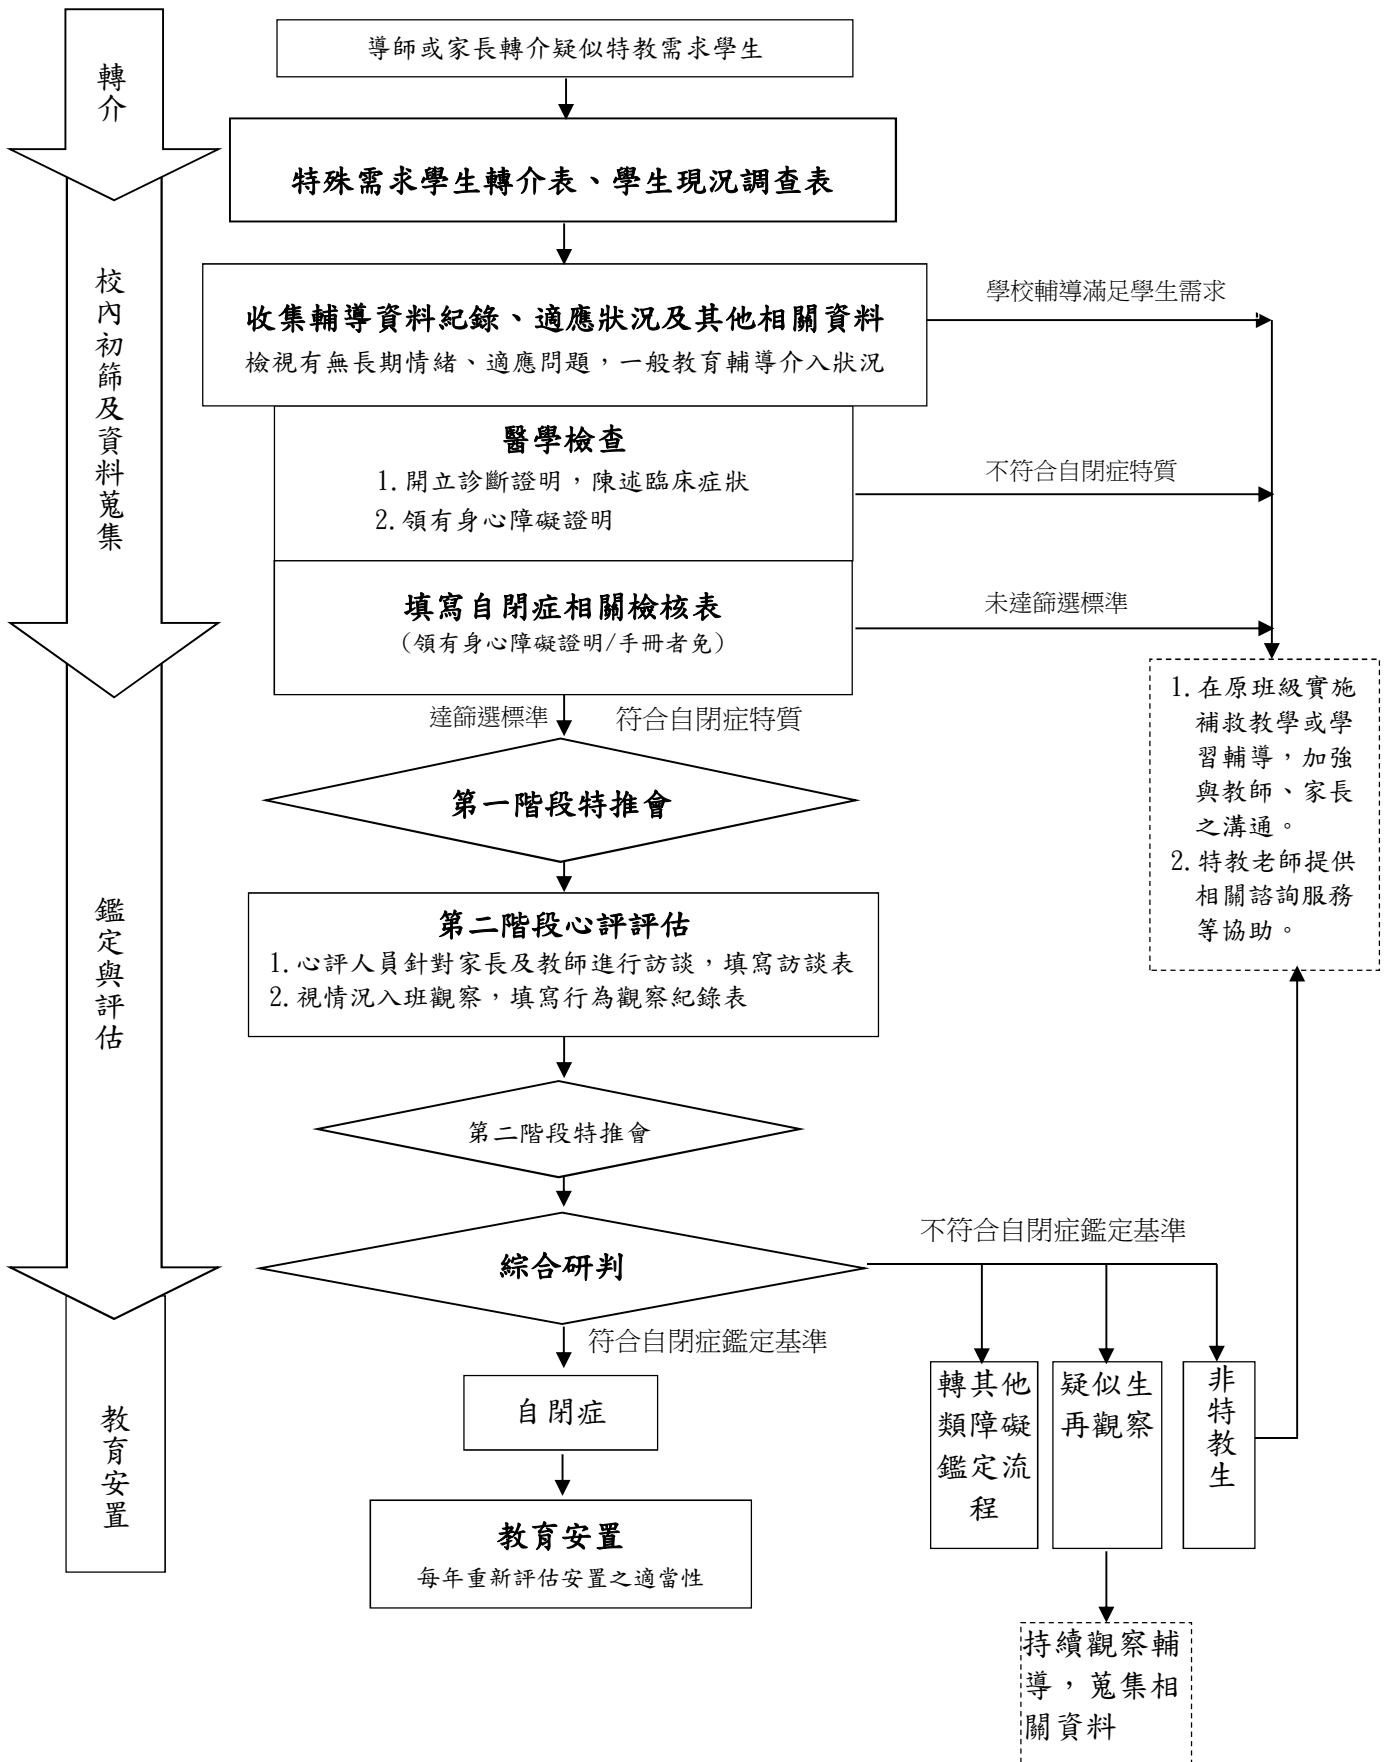 轉介
導師或家長轉介疑似特教需求學生
特殊需求學生轉介表、學生現況調查表
校內初篩及資料蒐集
收集輔導資料紀錄、適應狀況及其他相關資料
檢視有無長期情緒、適應問題，一般教育輔導介入狀況
學校輔導滿足學生需求
醫學檢查
1.開立診斷證明，陳述臨床症狀
2.領有身心障礙證明
不符合自閉症特質
填寫自閉症相關檢核表
(領有身心障礙證明/手冊者免)
未達篩選標準
達篩選標準
符合自閉症特質
1.在原班級實施
補救教學或學
習輔導，加強
與教師、家長
之溝通。
2.特教老師提供
相關諮詢服務
等協助。
鑑定與評估
第一階段特推會
第二階段心評評估
1.心評人員針對家長及教師進行訪談，填寫訪談表
2.視情況入班觀察，填寫行為觀察紀錄表
第二階段特推會
綜合研判
不符合自閉症鑑定基準
符合自閉症鑑定基準
教育安置
自閉症
教育安置
每年重新評估安置之適當性
轉其他
類障礙
鑑定流
程
疑似生
再觀察
非特教生
持續觀察輔
導，蒐集相
關資料